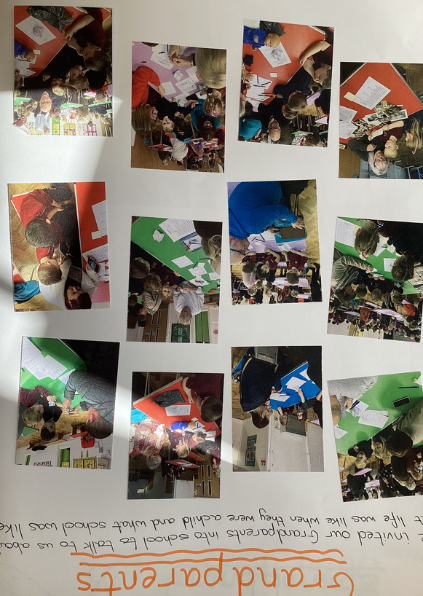 Grandparents
invited our Grandparents into school to talk to us about
life was like when they were a child and what school was like